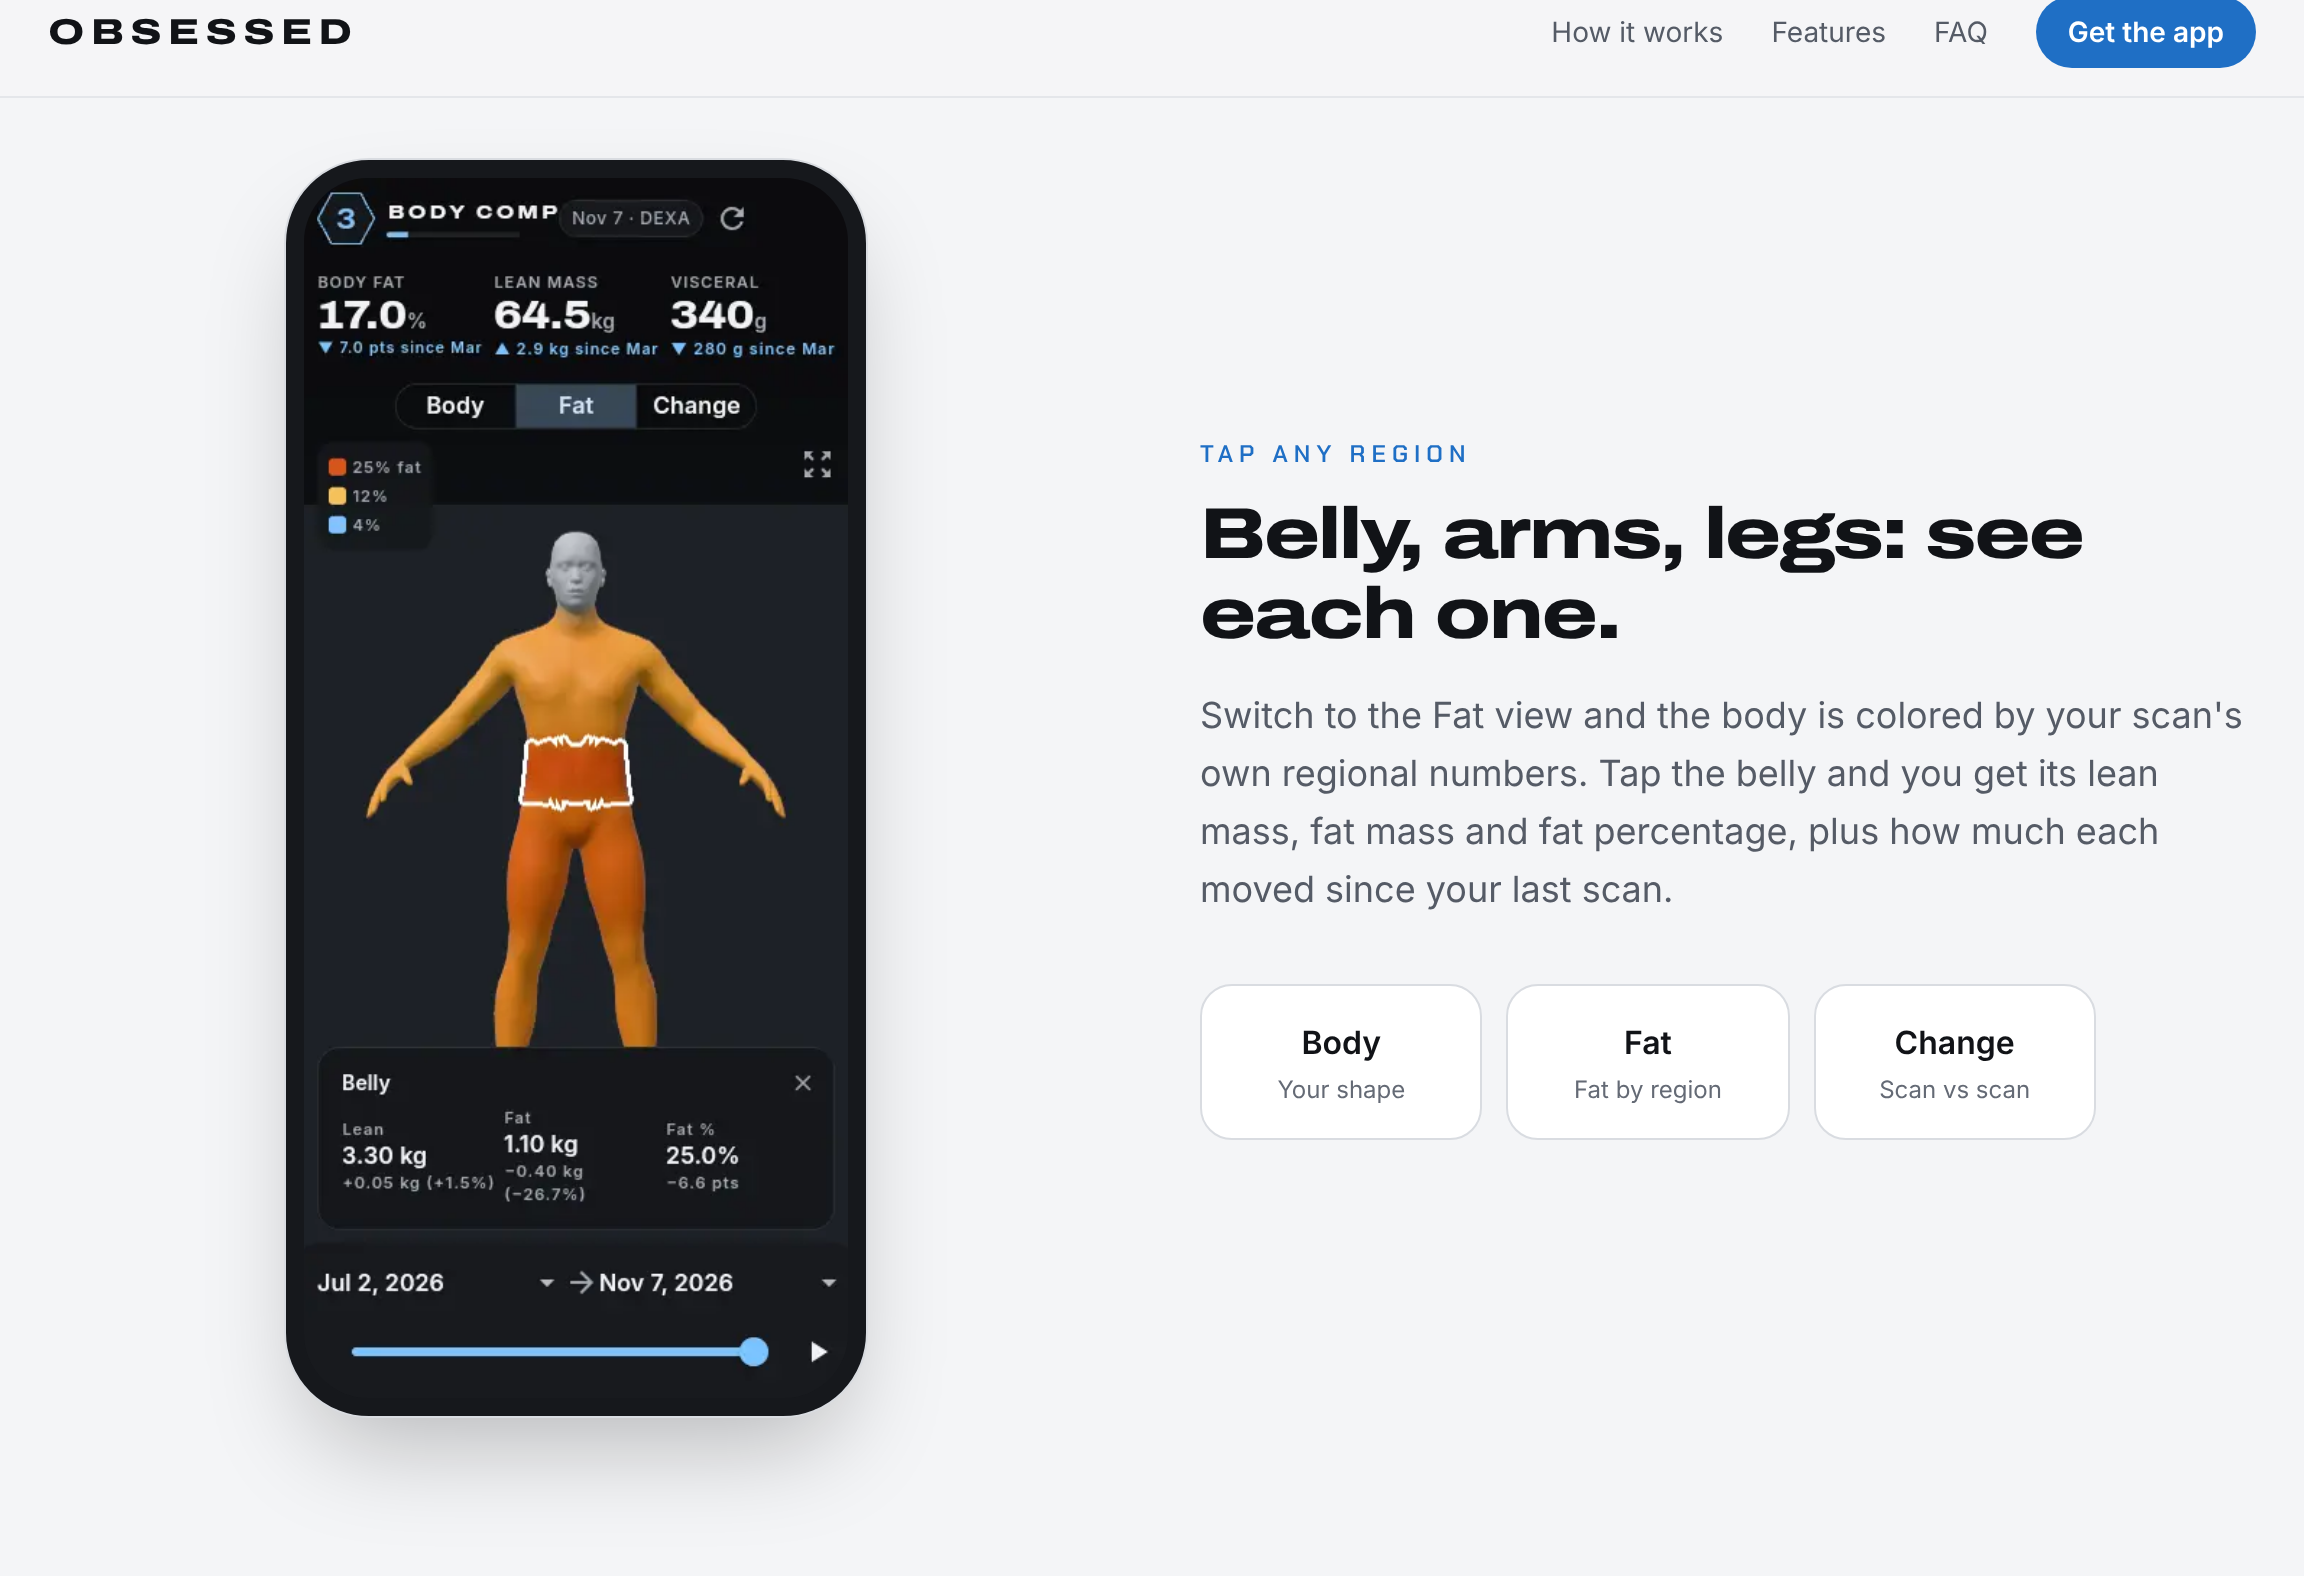 OBSESSED
How it works
Features
FAQ
Get the app
3
BODY COMP
Nov 7 · DEXA
BODY FAT
LEAN MASS
VISCERAL
17.0%
64.5kg
340g
▼ 7.0 pts since Mar
▲ 2.9 kg since Mar
▼ 280 g since Mar
Body
Fat
Change
25% fat
12%
4%
Belly
Lean
3.30 kg
+0.05 kg (+1.5%)
Fat
1.10 kg
−0.40 kg
(−26.7%)
Fat %
25.0%
−6.6 pts
Jul 2, 2026
Nov 7, 2026
TAP ANY REGION
Belly, arms, legs: see
each one.
Switch to the Fat view and the body is colored by your scan's
own regional numbers. Tap the belly and you get its lean
mass, fat mass and fat percentage, plus how much each
moved since your last scan.
Body
Your shape
Fat
Fat by region
Change
Scan vs scan